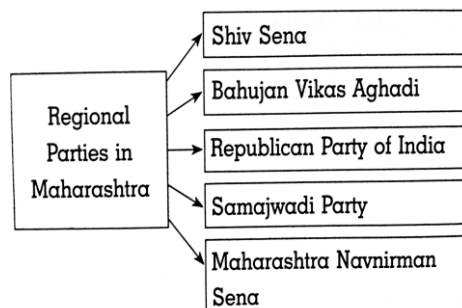 Regional
Parties in
Maharashtra
Shiv Sena
Bahujan Vikas Aghadi
Republican Party of India
Samajwadi Party
Maharashtra Navnirman
Sena